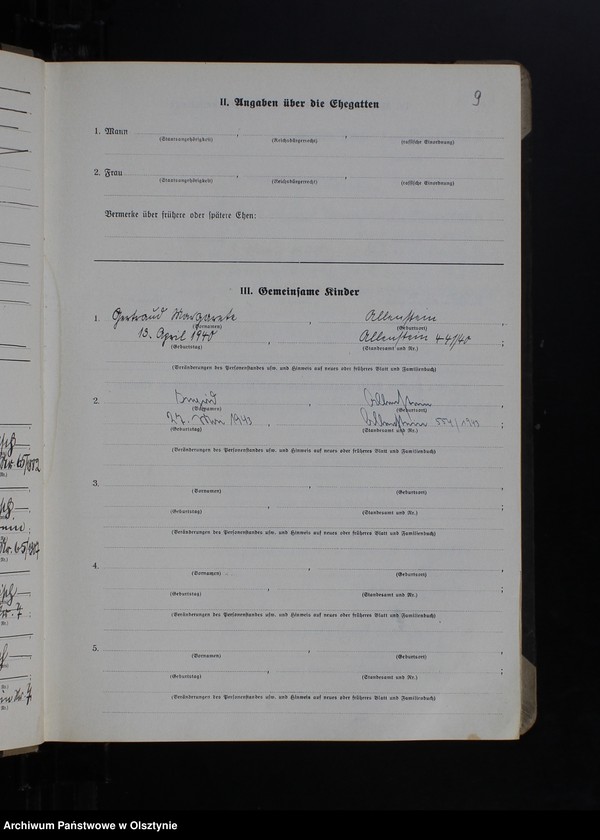 9
II. Angaben über die Ehegatten
1. Mann , ,
(Staatsangehörigkeit) (Reichsbürgerrecht) (rassische Einordnung)
2. Frau , ,
(Staatsangehörigkeit) (Reichsbürgerrecht) (rassische Einordnung)
Vermerke über frühere oder spätere Ehen:
III. Gemeinsame Kinder
1. Gertraud Margarete , Allenstein
(Vornamen) (Geburtsort)
13. April 1940 , Allenstein 44/40 ;
(Geburtstag) (Standesamt und Nr.)
(Veränderungen des Personenstandes usw. und Hinweis auf neues oder früheres Blatt und Familienbuch)
2. , Allenstein
(Vornamen) (Geburtsort)
1943 , Allenstein /1943 ;
(Geburtstag) (Standesamt und Nr.)
(Veränderungen des Personenstandes usw. und Hinweis auf neues oder früheres Blatt und Familienbuch)
3. ,
(Vornamen) (Geburtsort)
, ;
(Geburtstag) (Standesamt und Nr.)
(Veränderungen des Personenstandes usw. und Hinweis auf neues oder früheres Blatt und Familienbuch)
4. ,
(Vornamen) (Geburtsort)
, ;
(Geburtstag) (Standesamt und Nr.)
(Veränderungen des Personenstandes usw. und Hinweis auf neues oder früheres Blatt und Familienbuch)
5. ,
(Vornamen) (Geburtsort)
, ;
(Geburtstag) (Standesamt und Nr.)
(Veränderungen des Personenstandes usw. und Hinweis auf neues oder früheres Blatt und Familienbuch)
Archiwum Państwowe w Olsztynie